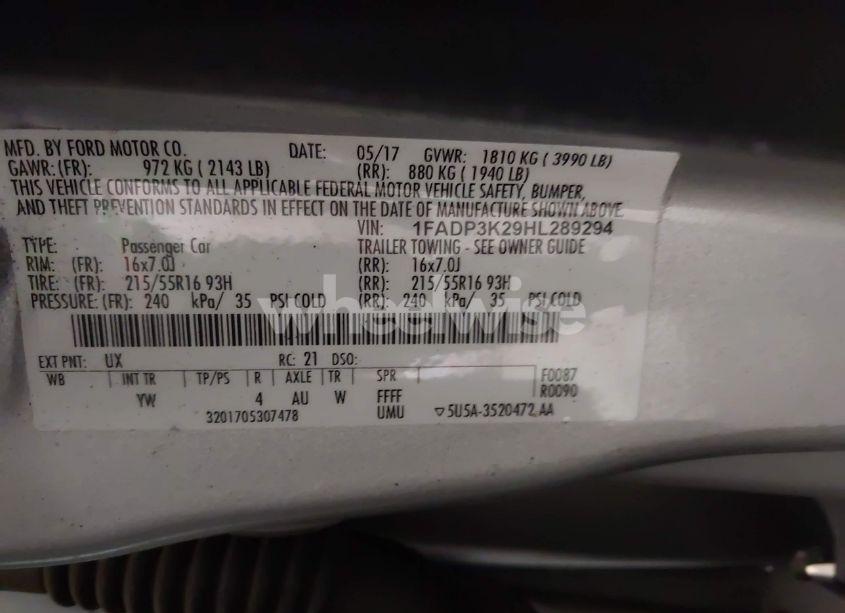 MFD. BY FORD MOTOR CO. DATE: 05/17 GVWR: 1810 KG ( 3990 LB)
GAWR: (FR): 972 KG ( 2143 LB) (RR): 880 KG ( 1940 LB)
THIS VEHICLE CONFORMS TO ALL APPLICABLE FEDERAL MOTOR VEHICLE SAFETY, BUMPER,
AND THEFT PREVENTION STANDARDS IN EFFECT ON THE DATE OF MANUFACTURE SHOWN ABOVE.
VIN: 1FADP3K29HL289294
TYPE: Passenger Car TRAILER TOWING - SEE OWNER GUIDE
RIM: (FR): 16x7.0J (RR): 16x7.0J
TIRE: (FR): 215/55R16 93H (RR): 215/55R16 93H
PRESSURE: (FR): 240 kPa/ 35 PSI COLD (RR): 240 kPa/ 35 PSI COLD
wheelwise
EXT PNT: UX RC: 21 DSO:
WB INT TR TP/PS R AXLE TR SPR F0087
YW 4 AU W FFFF R0090
3201705307478 UMU ▽5U5A-3520472 AA